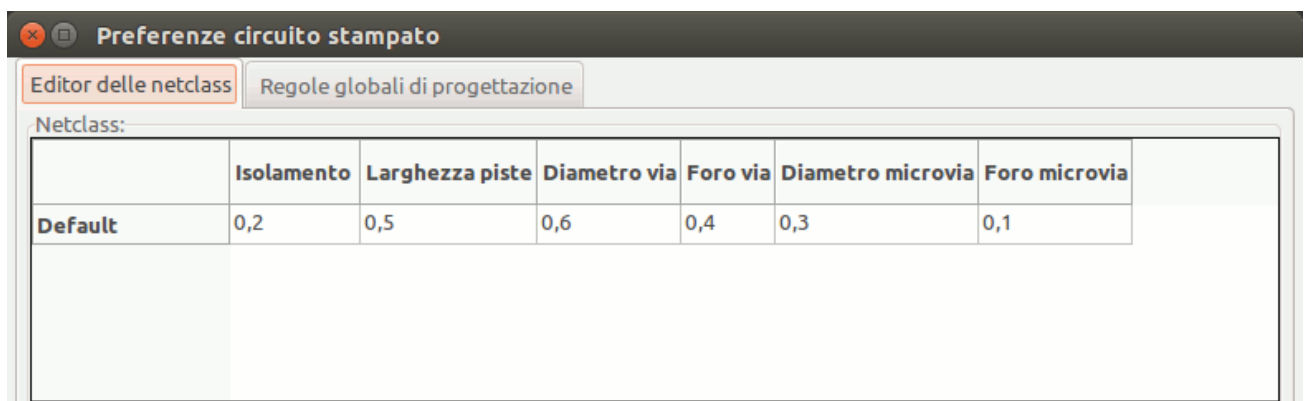 Preferenze circuito stampato
Editor delle netclass Regole globali di progettazione
Netclass:
Isolamento Larghezza piste Diametro via Foro via Diametro microvia Foro microvia
Default 0,2 0,5 0,6 0,4 0,3 0,1